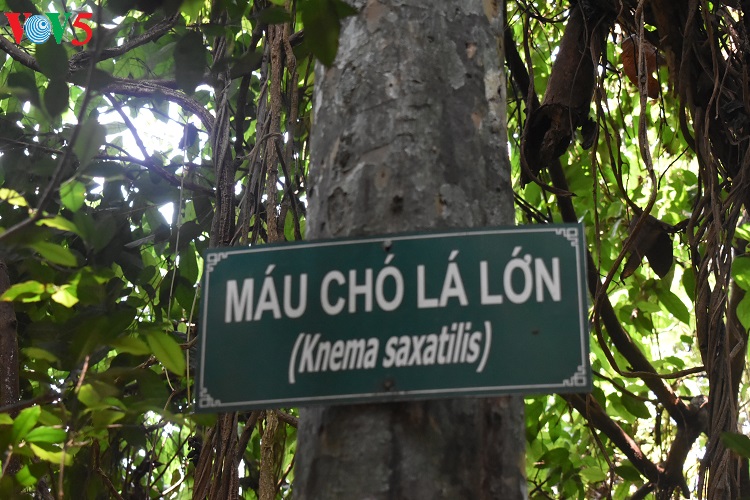 VOV5
MÁU CHÓ LÁ LỚN
(Knema saxatilis)